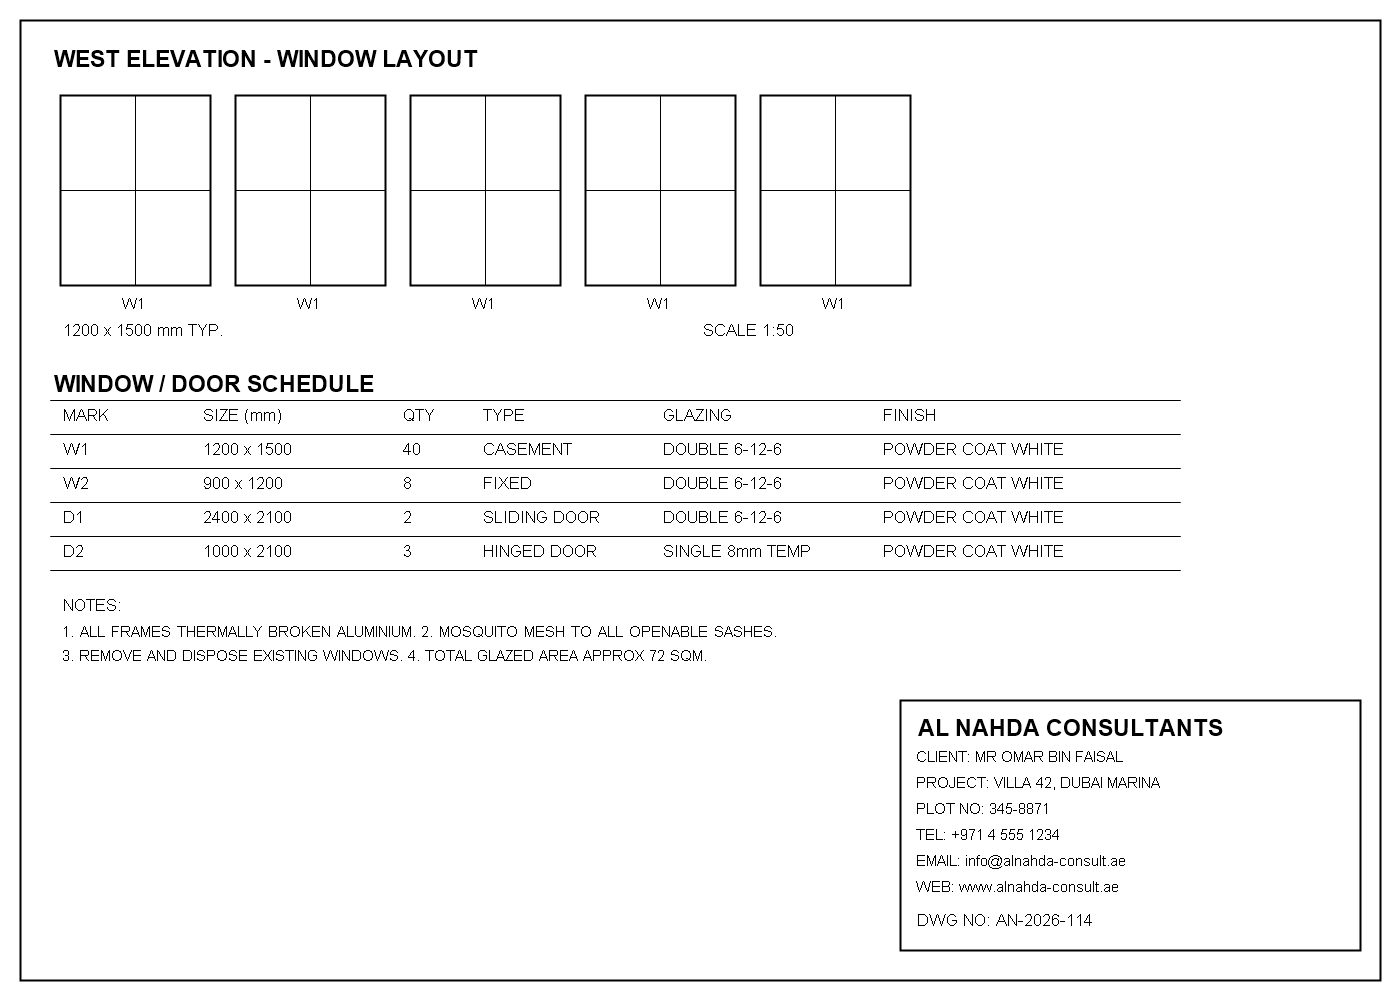 WEST ELEVATION - WINDOW LAYOUT
W1 W1 W1 W1 W1
1200 x 1500 mm TYP. SCALE 1:50
WINDOW / DOOR SCHEDULE
MARK SIZE (mm) QTY TYPE GLAZING FINISH
W1 1200 x 1500 40 CASEMENT DOUBLE 6-12-6 POWDER COAT WHITE
W2 900 x 1200 8 FIXED DOUBLE 6-12-6 POWDER COAT WHITE
D1 2400 x 2100 2 SLIDING DOOR DOUBLE 6-12-6 POWDER COAT WHITE
D2 1000 x 2100 3 HINGED DOOR SINGLE 8mm TEMP POWDER COAT WHITE
NOTES:
1. ALL FRAMES THERMALLY BROKEN ALUMINIUM. 2. MOSQUITO MESH TO ALL OPENABLE SASHES.
3. REMOVE AND DISPOSE EXISTING WINDOWS. 4. TOTAL GLAZED AREA APPROX 72 SQM.
AL NAHDA CONSULTANTS
CLIENT: MR OMAR BIN FAISAL
PROJECT: VILLA 42, DUBAI MARINA
PLOT NO: 345-8871
TEL: +971 4 555 1234
EMAIL: info@alnahda-consult.ae
WEB: www.alnahda-consult.ae
DWG NO: AN-2026-114